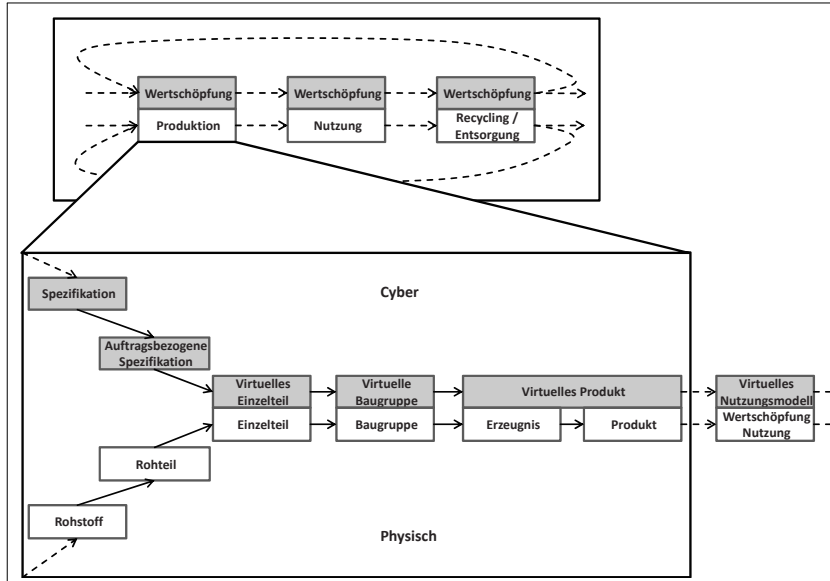 Wertschöpfung
Wertschöpfung
Wertschöpfung
Produktion
Nutzung
Recycling /
Entsorgung
Cyber
Spezifikation
Auftragsbezogene
Spezifikation
Virtuelles
Einzelteil
Virtuelle
Baugruppe
Virtuelles Produkt
Virtuelles
Nutzungsmodell
Einzelteil
Baugruppe
Erzeugnis
Produkt
Wertschöpfung
Nutzung
Rohteil
Rohstoff
Physisch